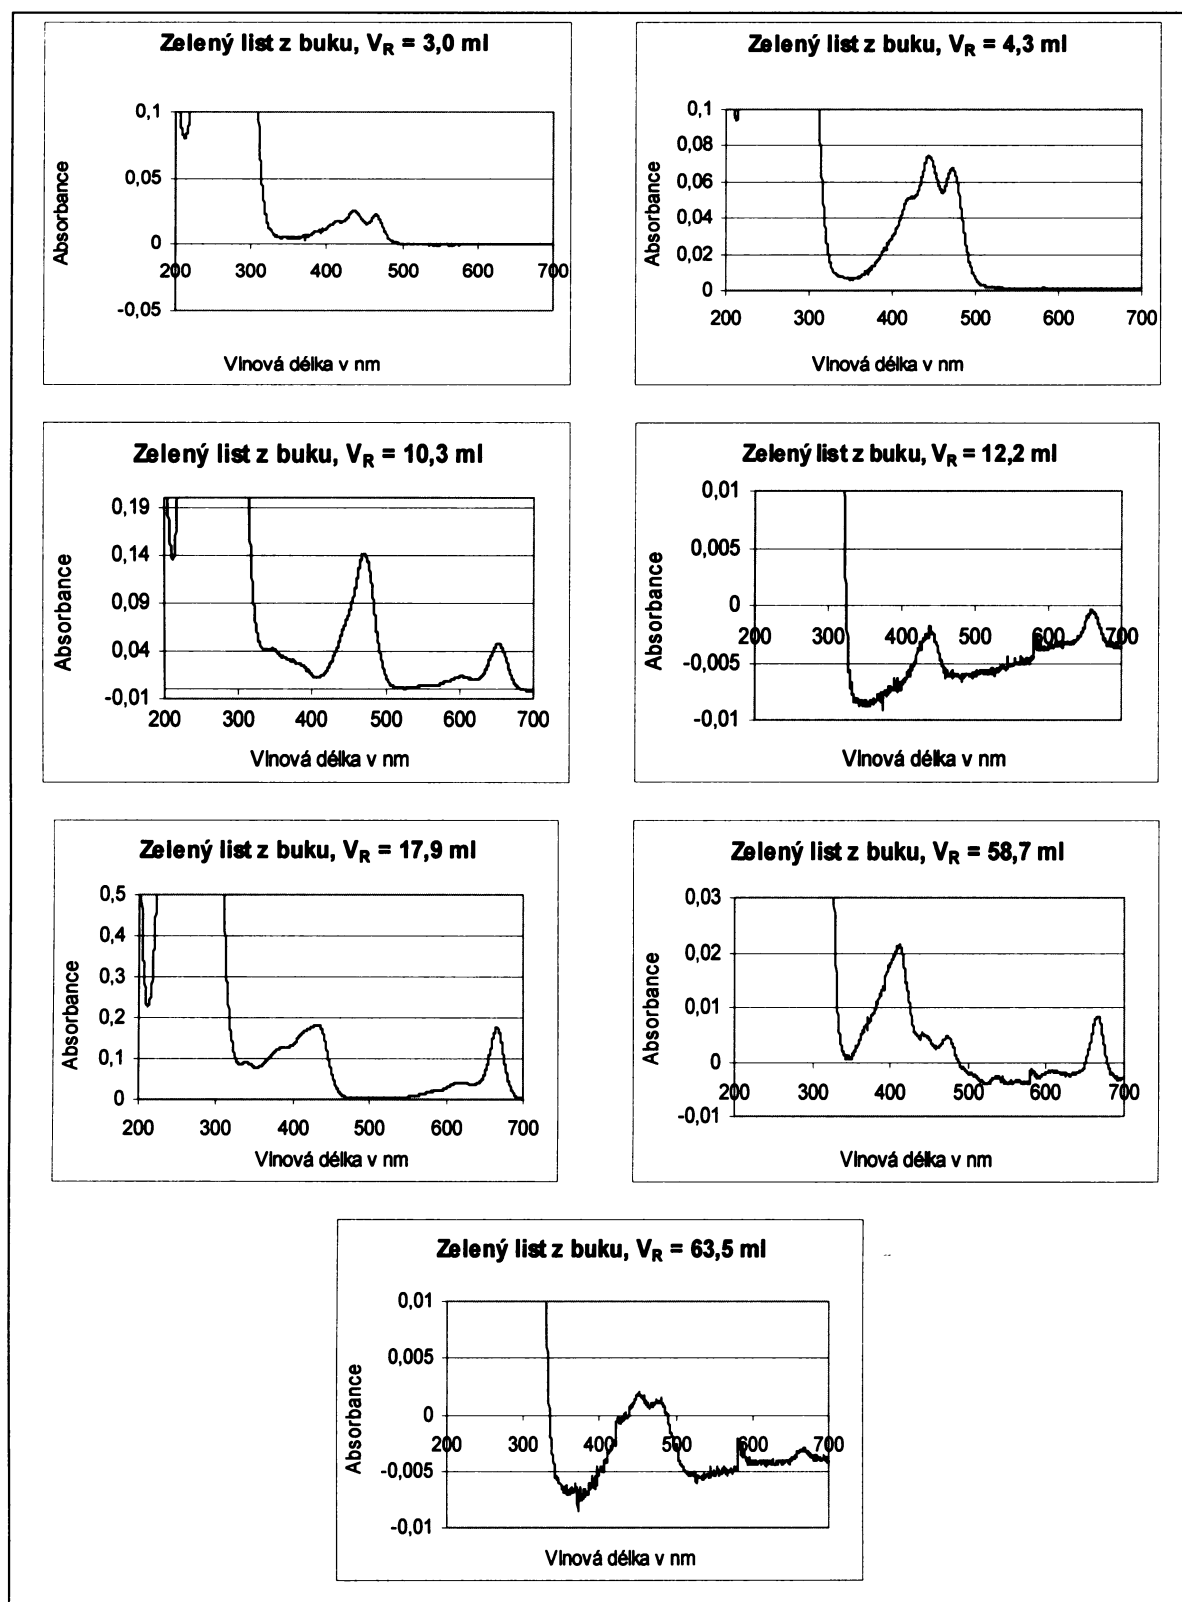 Zelený list z buku, VR = 3,0 ml
0,1
0,05
0
-0,05
200 300 400 500 600 700
Absorbance
Vlnová délka v nm
Zelený list z buku, VR = 4,3 ml
0,1
0,08
0,06
0,04
0,02
0
200 300 400 500 600 700
Absorbance
Vlnová délka v nm
Zelený list z buku, VR = 10,3 ml
0,19
0,14
0,09
0,04
-0,01
200 300 400 500 600 700
Absorbance
Vlnová délka v nm
Zelený list z buku, VR = 12,2 ml
0,01
0,005
0
-0,005
-0,01
200 300 400 500 600 700
Absorbance
Vlnová délka v nm
Zelený list z buku, VR = 17,9 ml
0,5
0,4
0,3
0,2
0,1
0
200 300 400 500 600 700
Absorbance
Vlnová délka v nm
Zelený list z buku, VR = 58,7 ml
0,03
0,02
0,01
0
-0,01
200 300 400 500 600 700
Absorbance
Vlnová délka v nm
Zelený list z buku, VR = 63,5 ml
0,01
0,005
0
-0,005
-0,01
200 300 400 500 600 700
Absorbance
Vlnová délka v nm